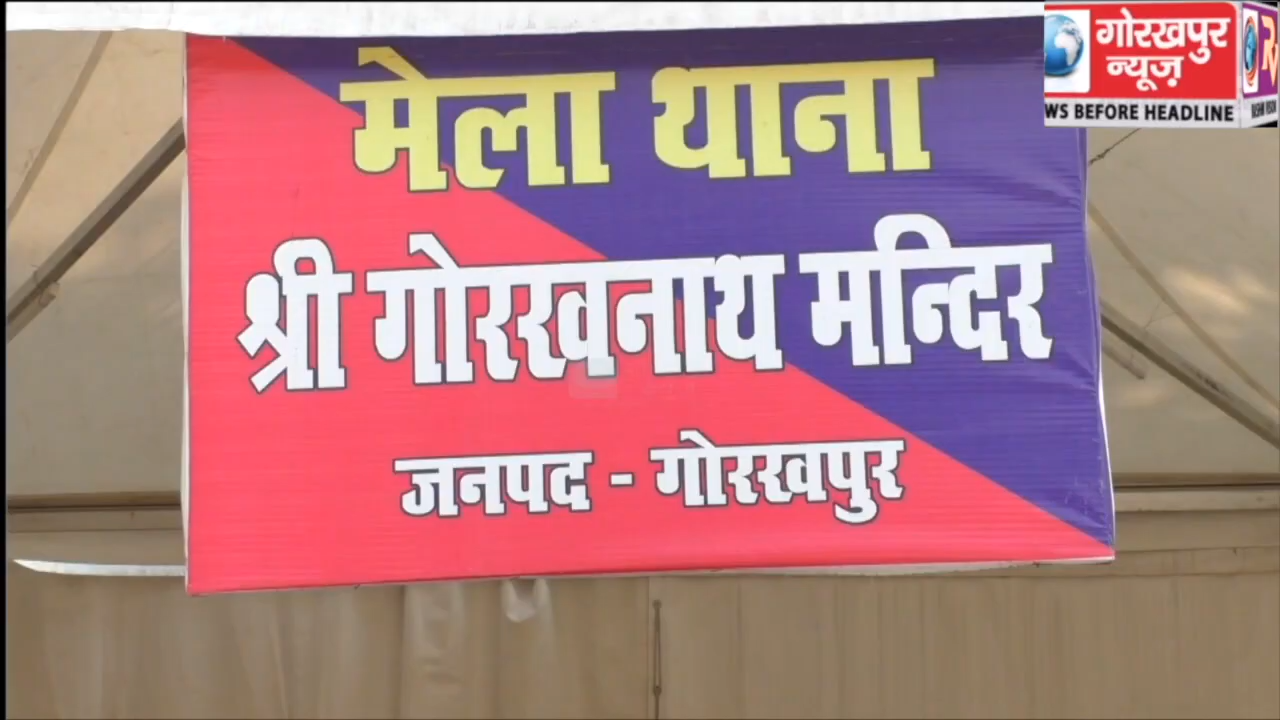 मेला थाना
श्री गोरखनाथ मन्दिर
जनपद - गोरखपुर
गोरखपुर
न्यूज़
WS BEFORE HEADLINE